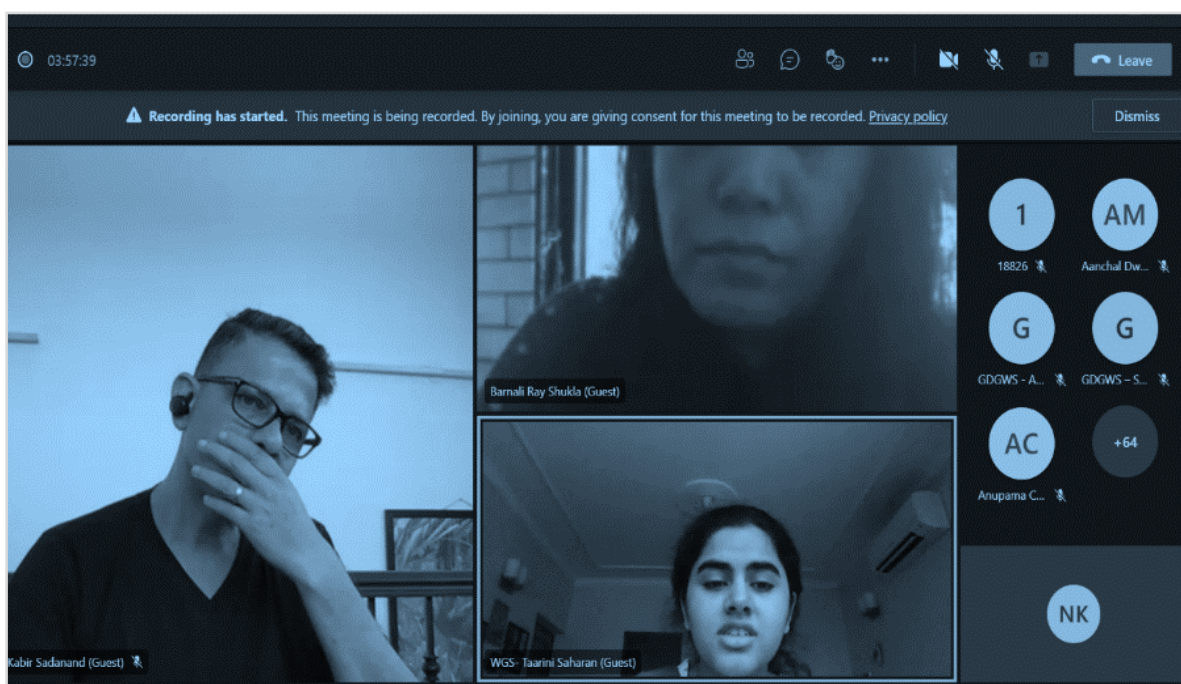 03:57:39
Leave
Recording has started. This meeting is being recorded. By joining, you are giving consent for this meeting to be recorded. Privacy policy
Dismiss
Kabir Sadanand (Guest)
Barnali Ray Shukla (Guest)
WGS- Taarini Saharan (Guest)
1
AM
18826
Aanchal Dw...
G
G
GDGWS - A...
GDGWS – S...
AC
+64
Anupama C...
NK